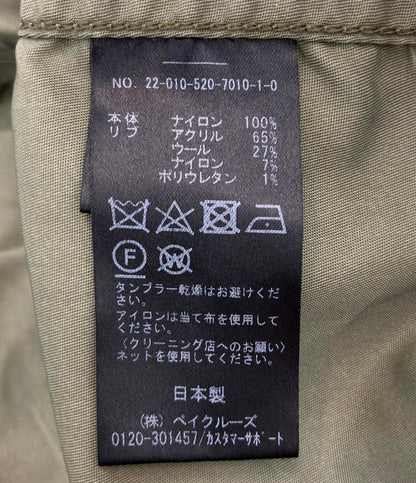 NO. 22-010-520-7010-1-0
本体 ナイロン 100%
リブ アクリル 65%
ウール 27%
ナイロン 7%
ポリウレタン 1%
F W
タンブラー乾燥はお避けくださ
い。
アイロンは当て布を使用して
ください。
〈クリーニング店へのお願い〉
ネットを使用してください。
日本製
(株) ベイクルーズ
0120-301457/カスタマーサポート